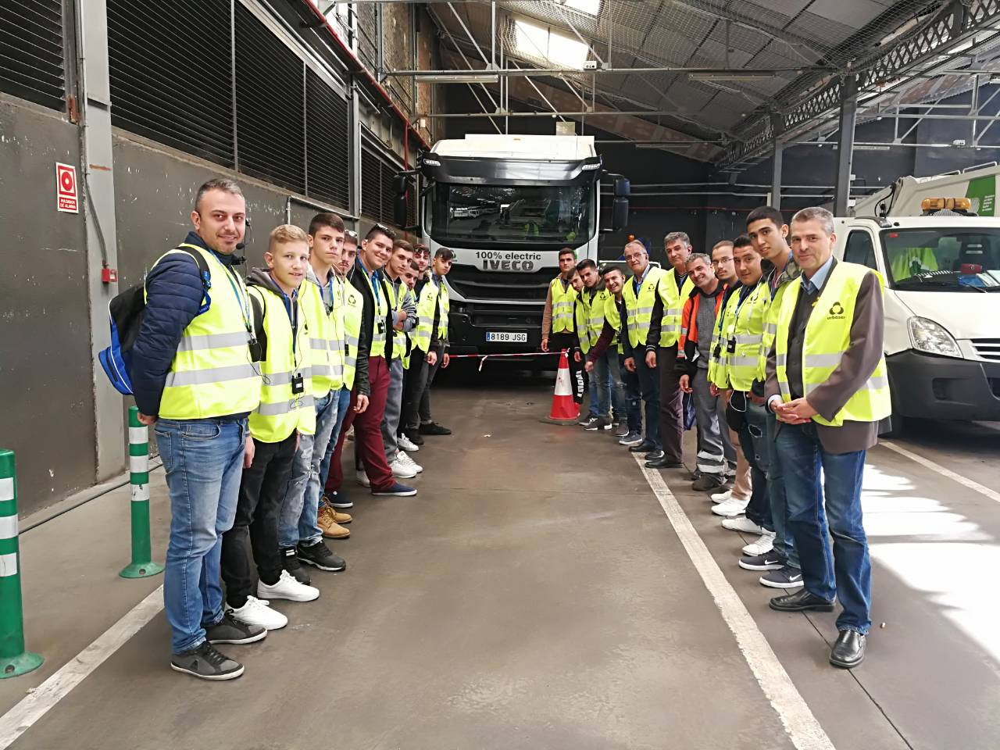 PULSADOR
DE ALARMA
100% electric
IVECO
8189 JSG
urbaser